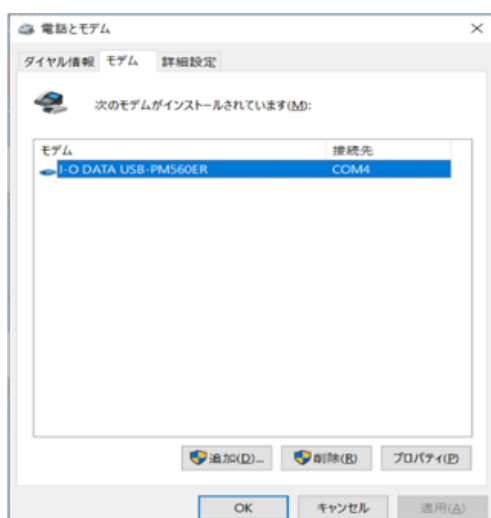 電話とモデム
ダイヤル情報 モデム 詳細設定
次のモデムがインストールされています(M):
モデム 接続先
I-O DATA USB-PM560ER COM4
追加(D)... 削除(R) プロパティ(P)
OK キャンセル 適用(A)